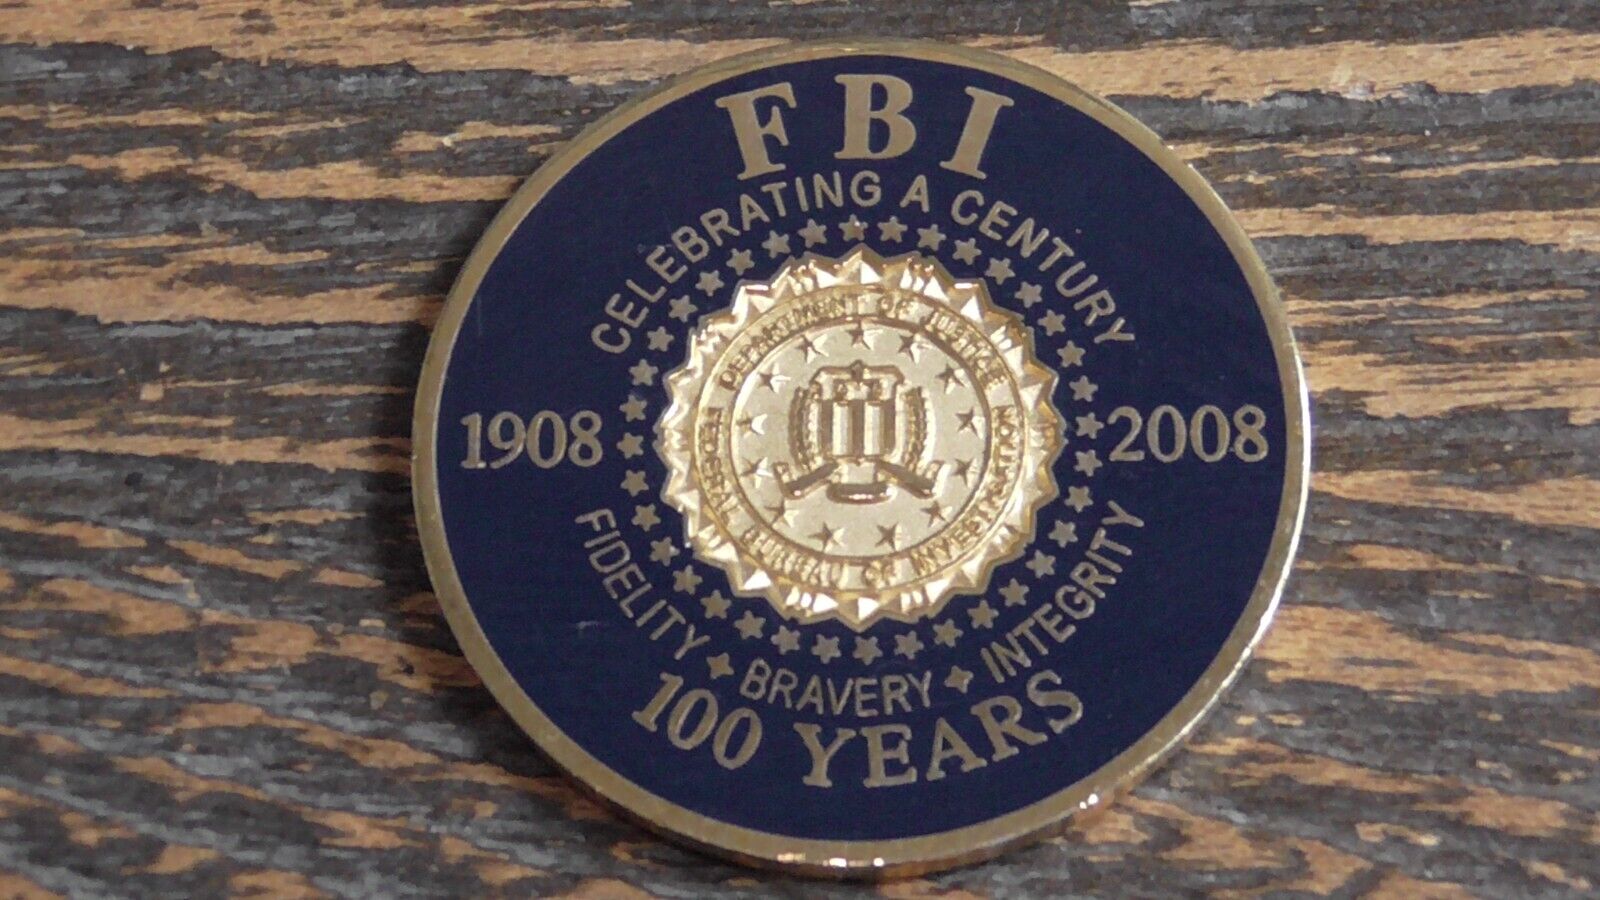 FBI
CELEBRATING A CENTURY
DEPARTMENT OF JUSTICE
FEDERAL BUREAU OF INVESTIGATION
1908
2008
FIDELITY ✦ BRAVERY ✦ INTEGRITY
100 YEARS